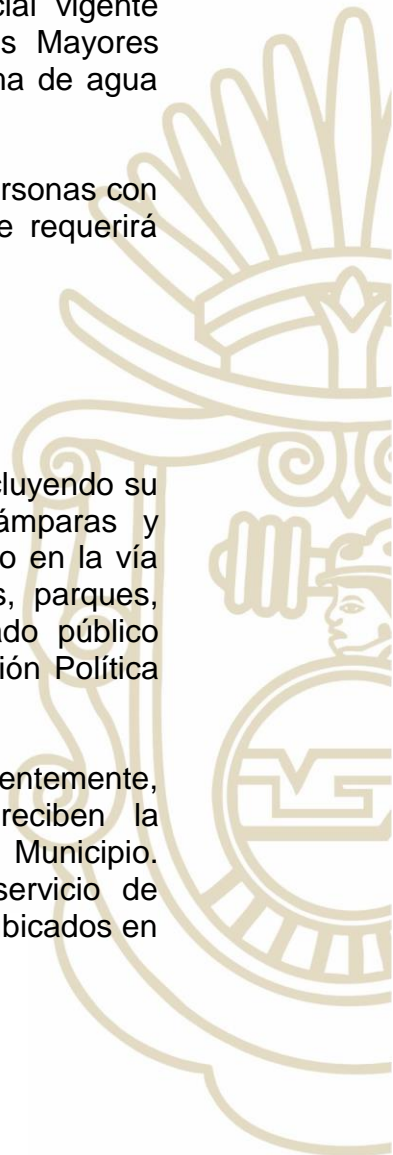 cial vigente
s Mayores
na de agua
ersonas con
e requerirá
cluyendo su
ámparas y
o en la vía
s, parques,
ado público
ión Política
entemente,
reciben la
Municipio.
servicio de
bicados en